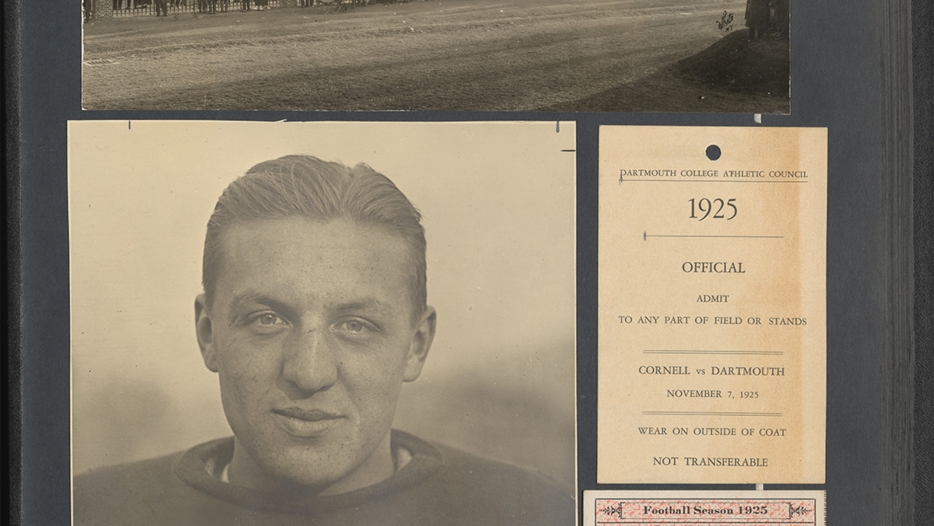 DARTMOUTH COLLEGE ATHLETIC COUNCIL
1925
OFFICIAL
ADMIT
TO ANY PART OF FIELD OR STANDS
CORNELL vs DARTMOUTH
NOVEMBER 7, 1925
WEAR ON OUTSIDE OF COAT
NOT TRANSFERABLE
Football Season 1925